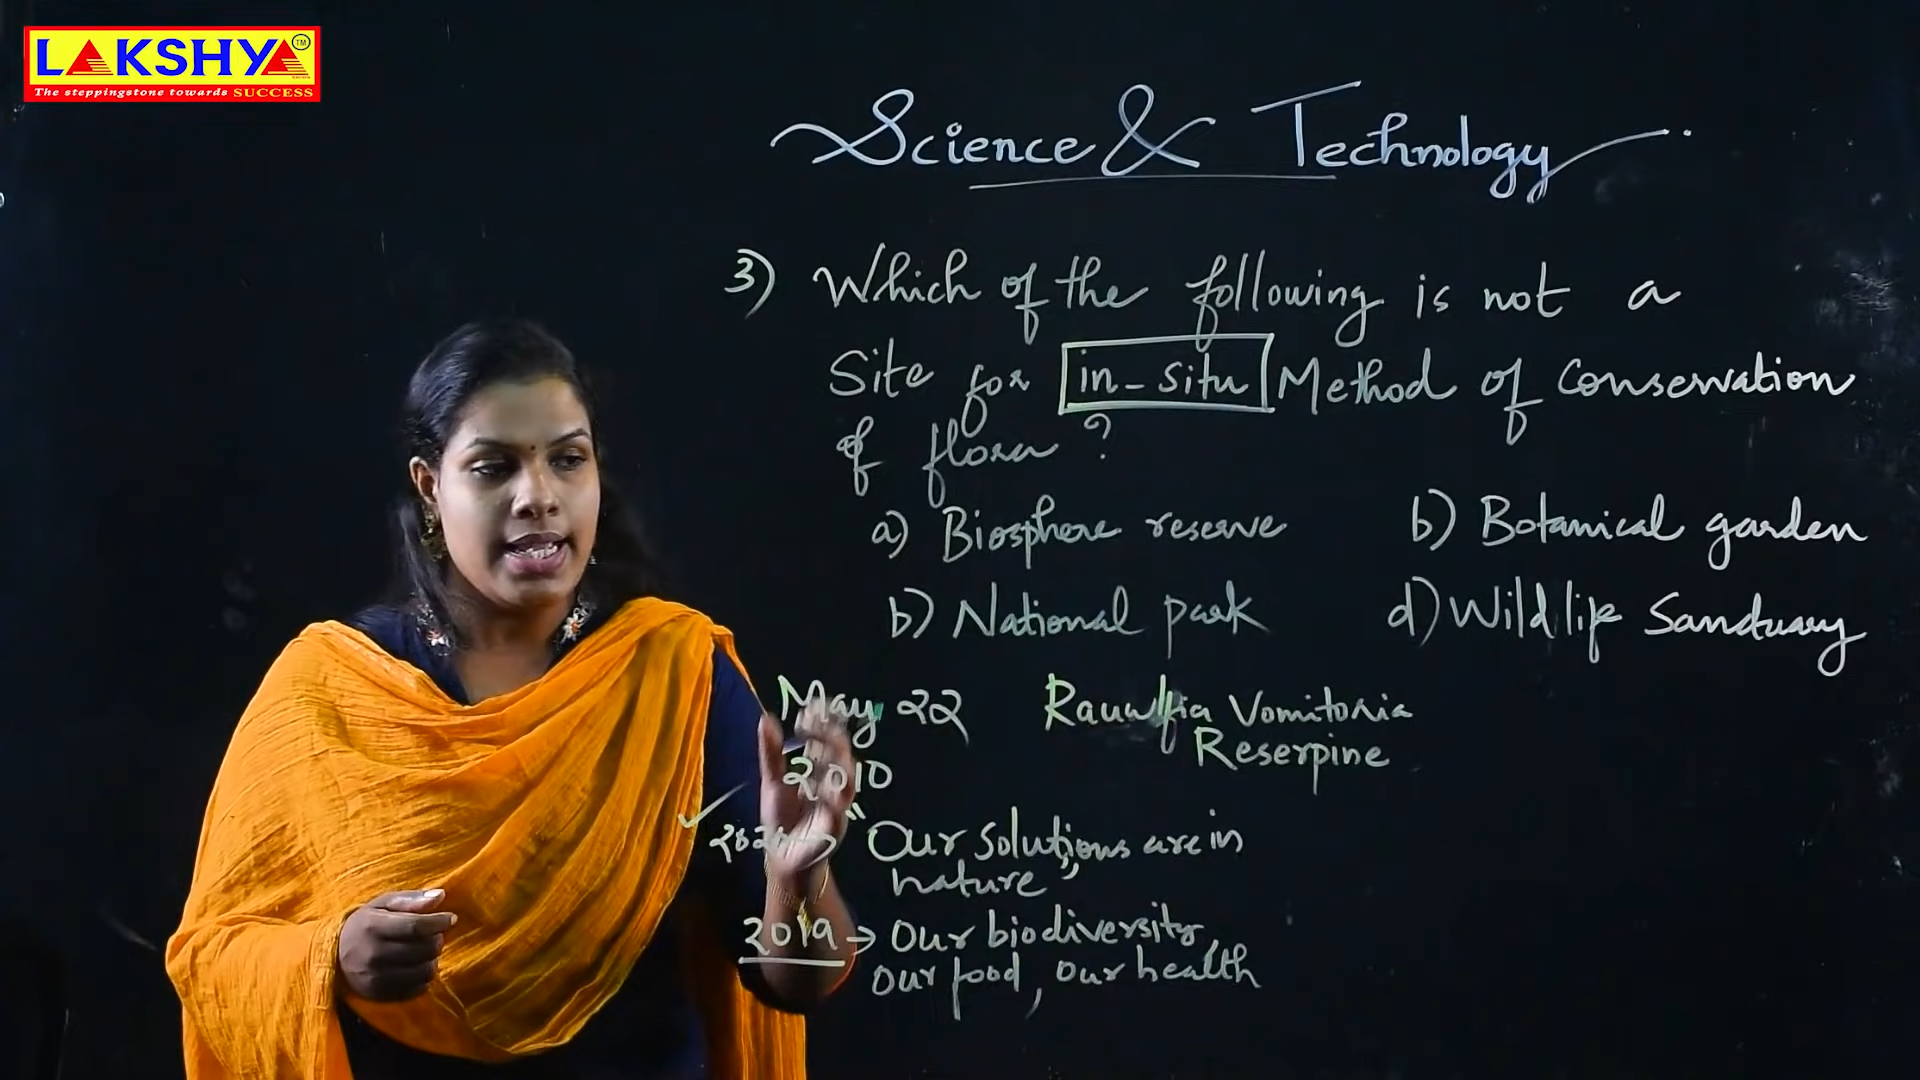 LAKSHYA TM
The steppingstone towards SUCCESS
Science & Technology
3) Which of the following is not a
Site for in-situ Method of Conservation
of flora?
a) Biosphere reserve b) Botanical garden
b) National park d) Wildlife Sanctuary
May 22 Rauwlfia Vomitoria
Reserpine
2010
"Our solutions are in
nature"
2019 → Our biodiversity,
our food, our health